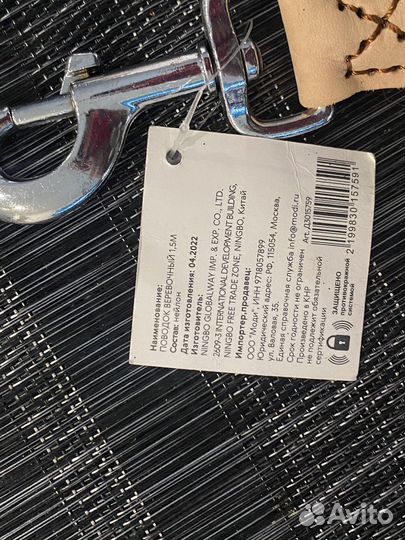 Наименование:
ПОВОДОК ВЕРЕВОЧНЫЙ 1,5М
Состав: нейлон
Дата изготовления: 04.2022
Изготовитель:
NINGBO GLOBALWAY IMP. & EXP. CO., LTD.
2609-3 INTERNATIONAL DEVELOPMENT BUILDING,
NINGBO FREE TRADE ZONE, NINGBO, Китай
Импортер,продавец:
ООО "Моди", ИНН 9718057899
Юридический адрес: РФ, 115054, Москва,
ул. Валовая, 35.
Единая справочная служба info@modi.ru
Срок годности не ограничен
Произведено в КНР
не подлежит обязательной
сертификации
Арт. Д3015759
2 199830 157591
ЗАЩИЩЕНО
противокражной
системой
Avito